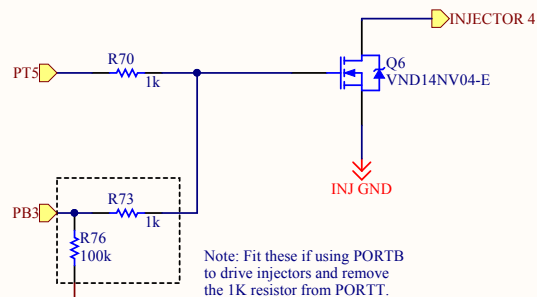 INJECTOR 4
R70
PT5
1k
Q6
VND14NV04-E
INJ GND
PB3
R73
1k
R76
100k
Note: Fit these if using PORTB
to drive injectors and remove
the 1K resistor from PORTT.